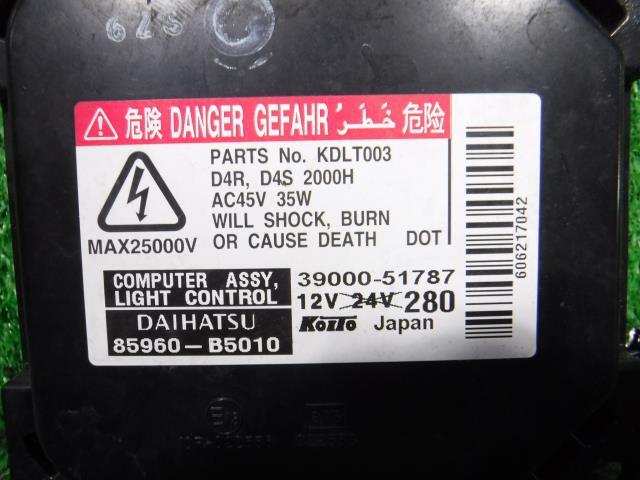 危険 DANGER GEFAHR خَطَرْ 危险
PARTS No. KDLT003
D4R, D4S 2000H
AC45V 35W
WILL SHOCK, BURN
OR CAUSE DEATH DOT
MAX25000V
COMPUTER ASSY,
LIGHT CONTROL
DAIHATSU
85960-B5010
39000-51787
12V 24V 280
KOITO Japan
606217042